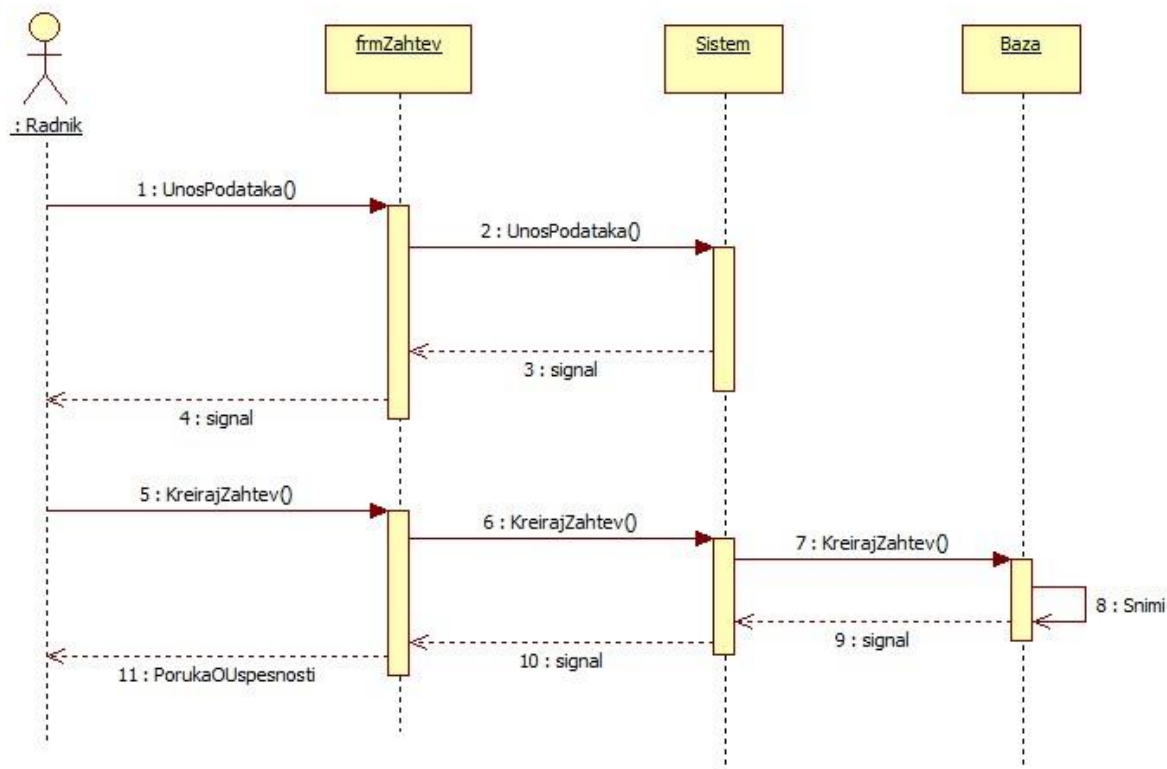 frmZahtev
Sistem
Baza
: Radnik
1 : UnosPodataka()
2 : UnosPodataka()
3 : signal
4 : signal
5 : KreirajZahtev()
6 : KreirajZahtev()
7 : KreirajZahtev()
8 : Snimi
9 : signal
10 : signal
11 : PorukaOUspesnosti